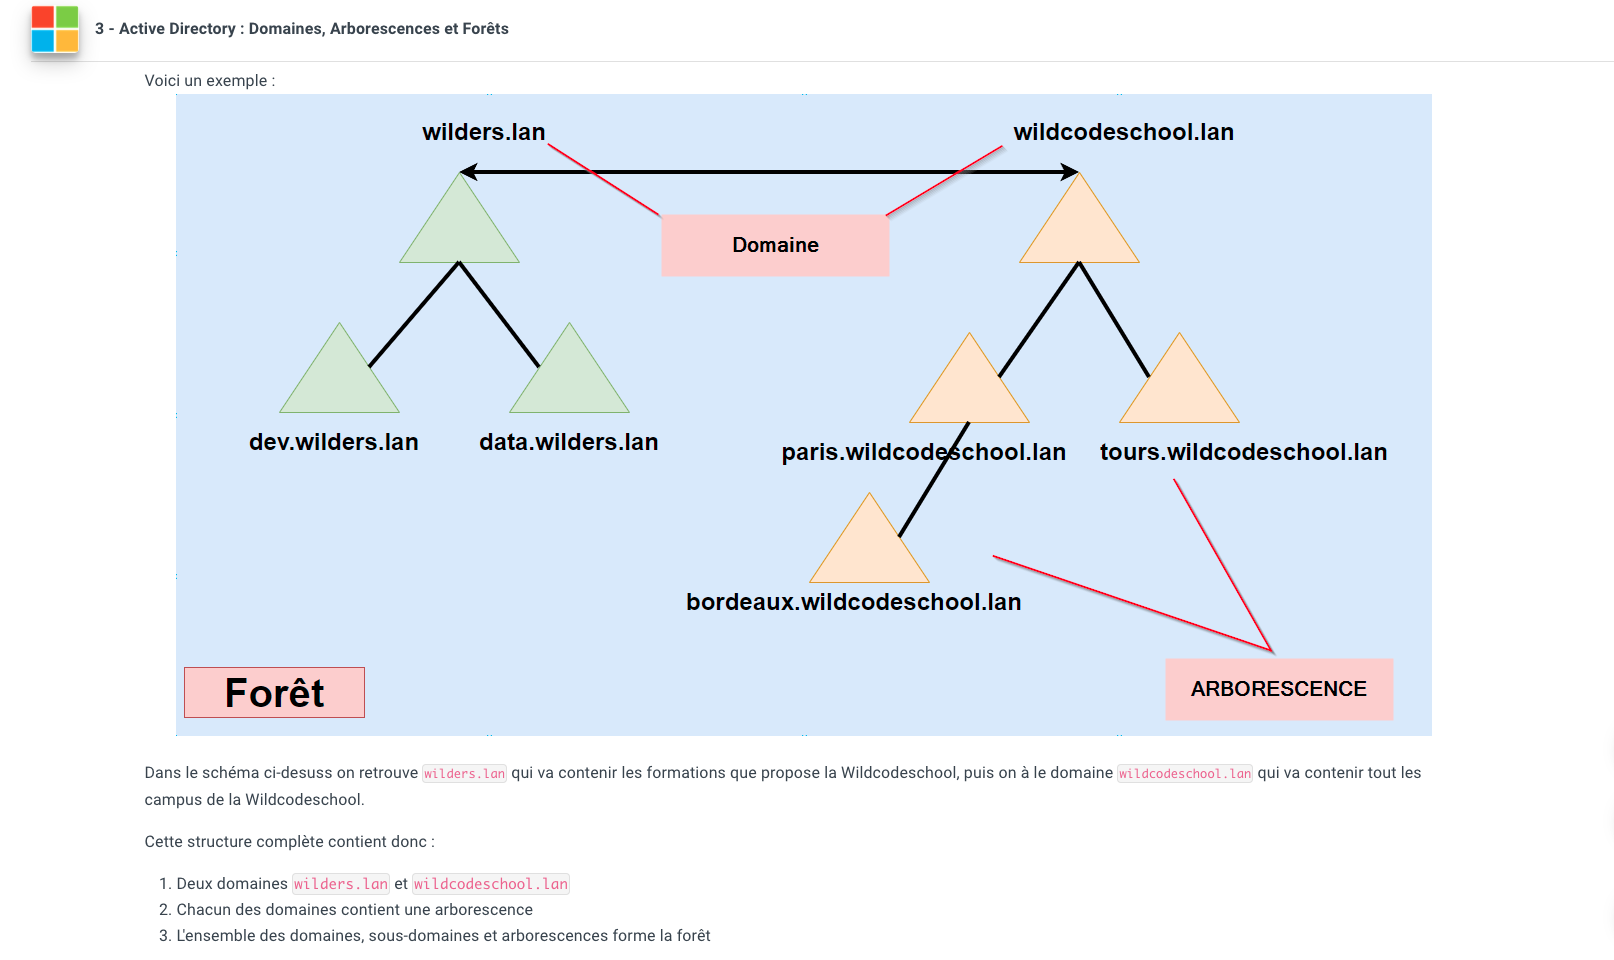 3 - Active Directory : Domaines, Arborescences et Forêts
Voici un exemple :
wilders.lan
wildcodeschool.lan
Domaine
dev.wilders.lan
data.wilders.lan
paris.wildcodeschool.lan
tours.wildcodeschool.lan
bordeaux.wildcodeschool.lan
Forêt
ARBORESCENCE
Dans le schéma ci-desuss on retrouve wilders.lan qui va contenir les formations que propose la Wildcodeschool, puis on à le domaine wildcodeschool.lan qui va contenir tout les
campus de la Wildcodeschool.
Cette structure complète contient donc :
1. Deux domaines wilders.lan et wildcodeschool.lan
2. Chacun des domaines contient une arborescence
3. L'ensemble des domaines, sous-domaines et arborescences forme la forêt